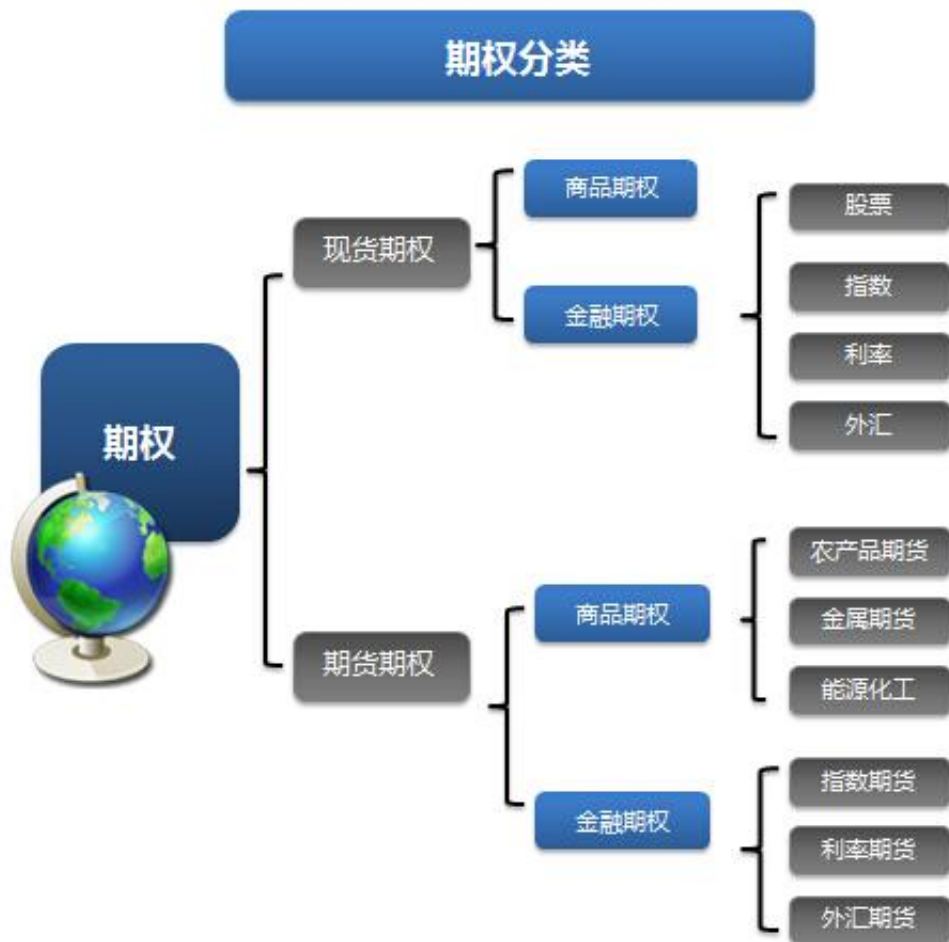 期权分类
期权
现货期权
商品期权
金融期权
股票
指数
利率
外汇
期货期权
商品期权
农产品期货
金属期货
能源化工
金融期权
指数期货
利率期货
外汇期货